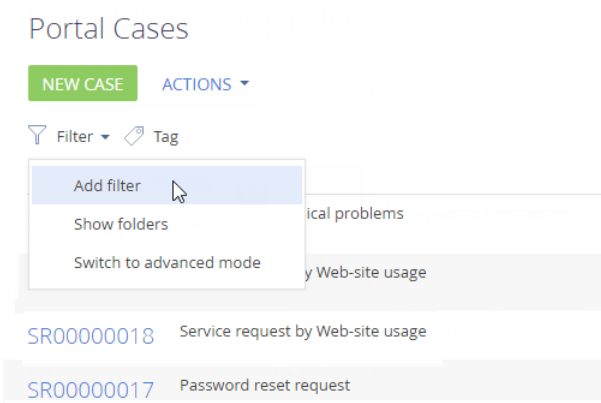 Portal Cases
NEW CASE ACTIONS
Filter Tag
Add filter
ical problems
Show folders
Switch to advanced mode
y Web-site usage
SR00000018 Service request by Web-site usage
SR00000017 Password reset request